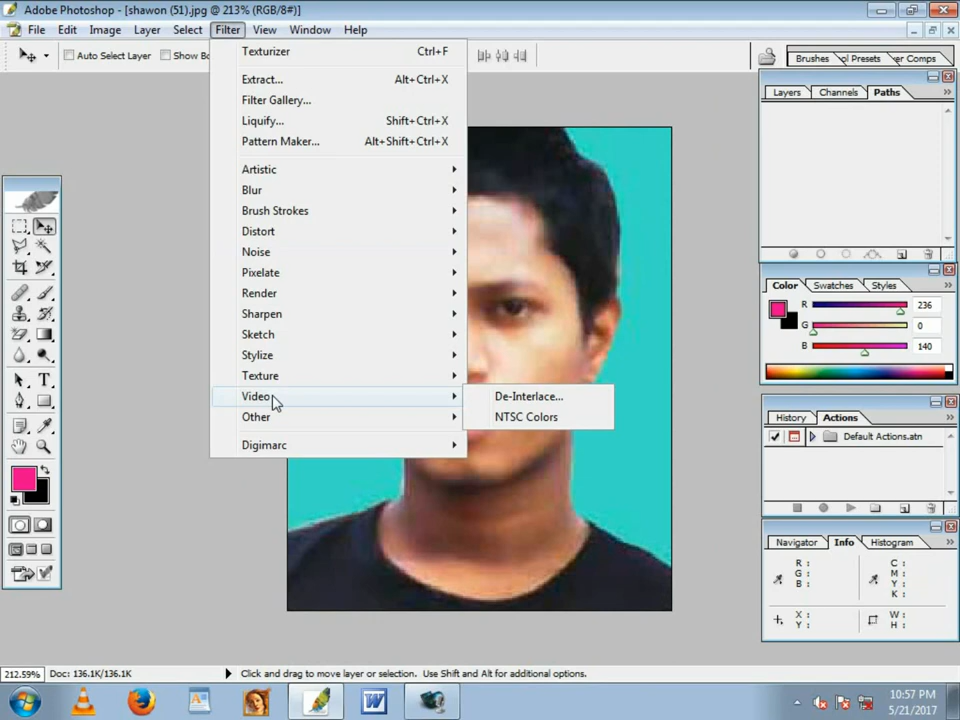 Adobe Photoshop - [shawon (51).jpg @ 213% (RGB/8#)]
File Edit Image Layer Select Filter View Window Help
Auto Select Layer Show Bo
Brushes ol Presets er Comps
Texturizer Ctrl+F
Extract... Alt+Ctrl+X
Filter Gallery...
Liquify... Shift+Ctrl+X
Pattern Maker... Alt+Shift+Ctrl+X
Artistic
Blur
Brush Strokes
Distort
Noise
Pixelate
Render
Sharpen
Sketch
Stylize
Texture
Video
Other
Digimarc
De-Interlace...
NTSC Colors
Layers Channels Paths
Color Swatches Styles
R 236
G 0
B 140
History Actions
Default Actions.atn
Navigator Info Histogram
R : C :
G : M :
B : Y :
K :
X : W :
Y : H :
212.59% Doc: 136.1K/136.1K Click and drag to move layer or selection. Use Shift and Alt for additional options.
10:57 PM
5/21/2017